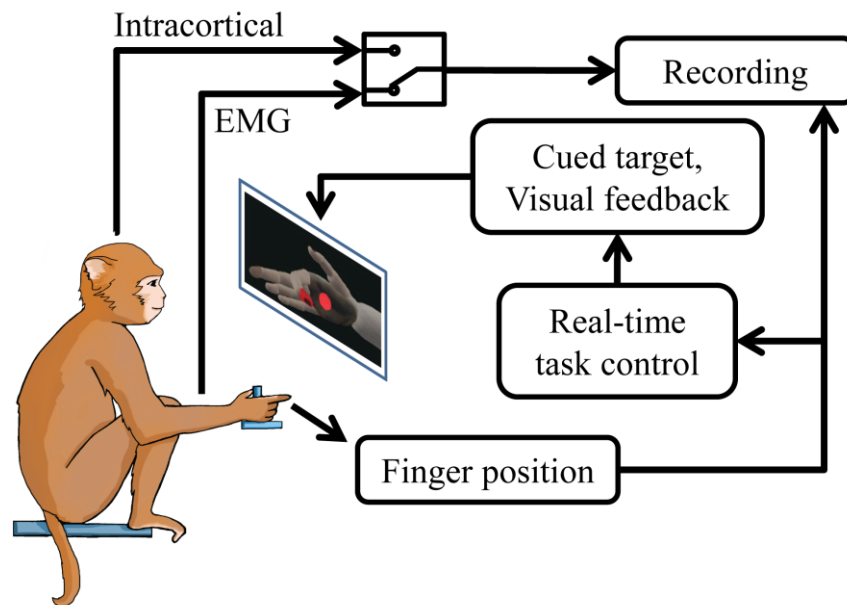 Intracortical
EMG
Recording
Cued target,
Visual feedback
Real-time
task control
Finger position